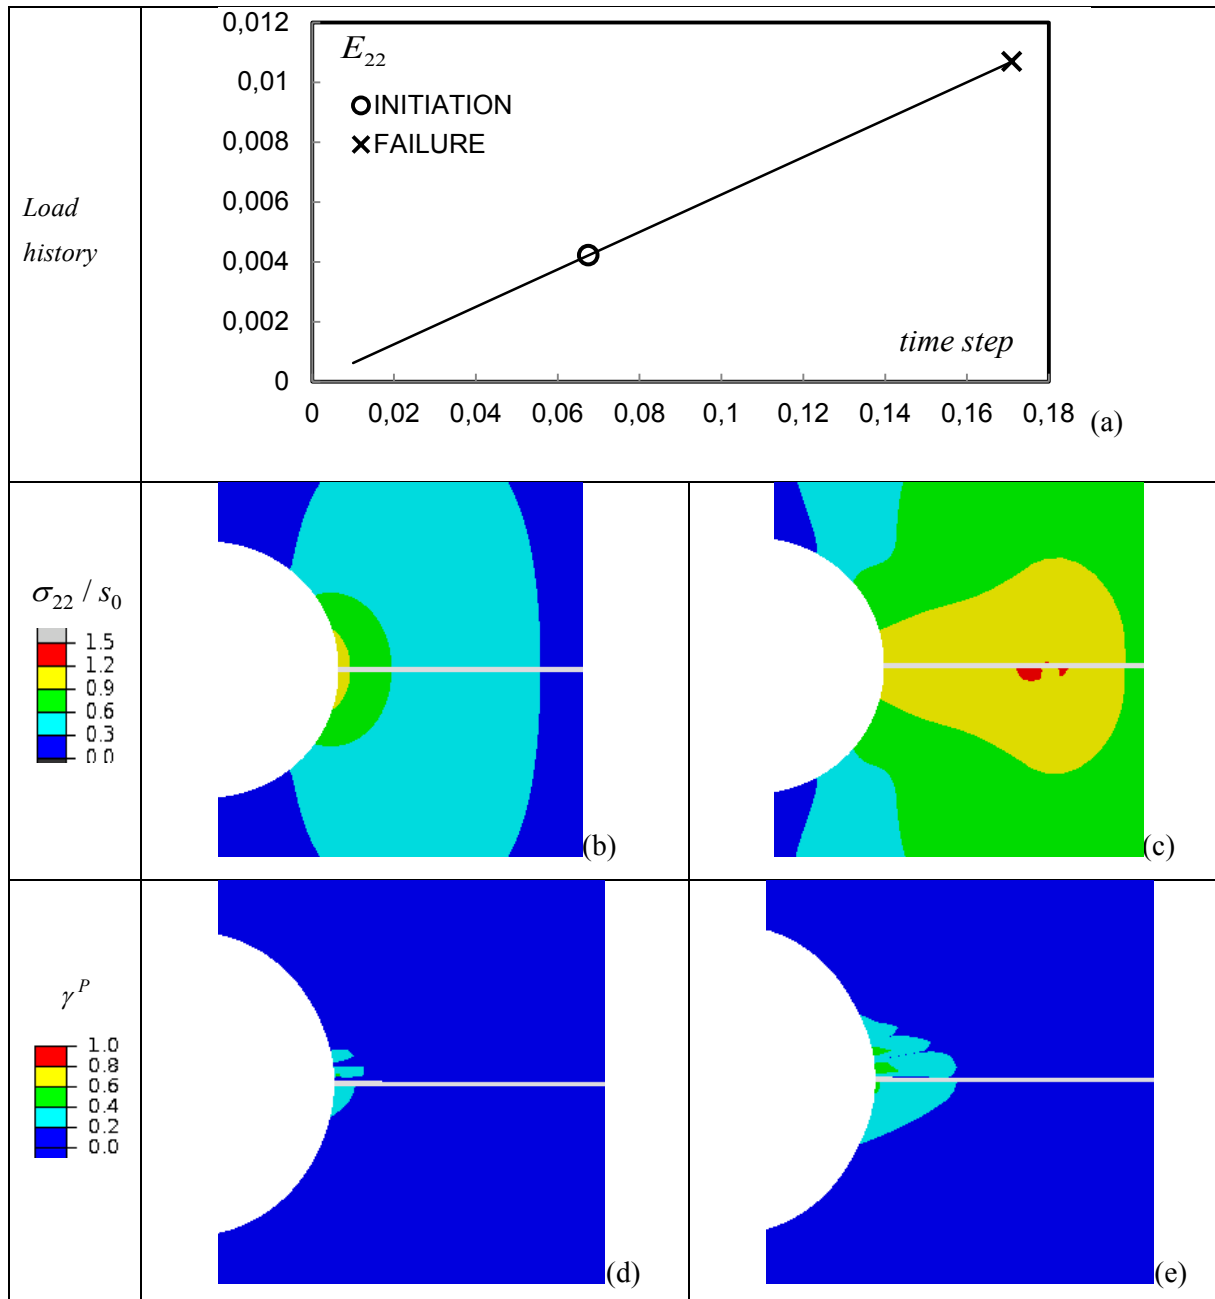 Load
history
E22
INITIATION
FAILURE
0,012
0,01
0,008
0,006
0,004
0,002
0
time step
0 0,02 0,04 0,06 0,08 0,1 0,12 0,14 0,16 0,18
(a)
σ22 / s0
1.5
1.2
0.9
0.6
0.3
0.0
(b)
(c)
γP
1.0
0.8
0.6
0.4
0.2
0.0
(d)
(e)